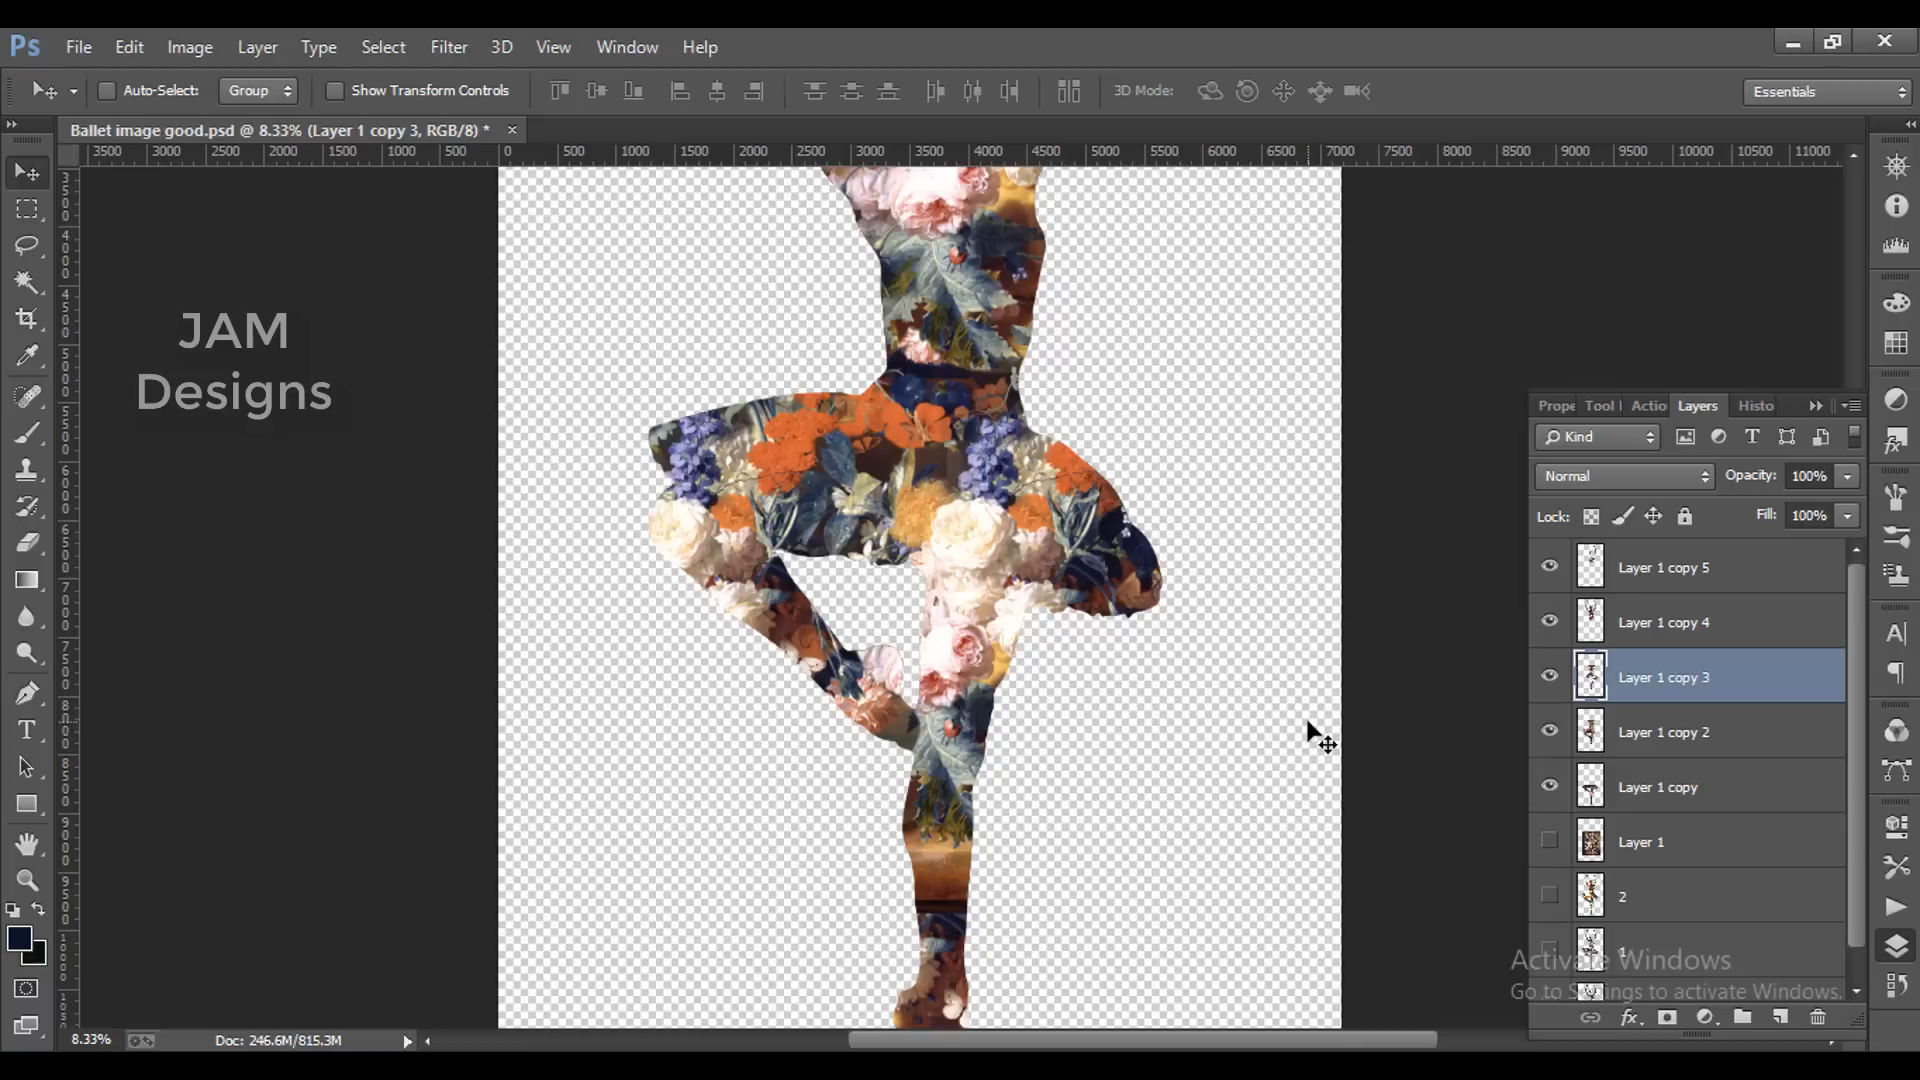 Ps File Edit Image Layer Type Select Filter 3D View Window Help
Auto-Select: Group Show Transform Controls 3D Mode: Essentials
Ballet image good.psd @ 8.33% (Layer 1 copy 3, RGB/8) *
3500 3000 2500 2000 1500 1000 500 0 500 1000 1500 2000 2500 3000 3500 4000 4500 5000 5500 6000 6500 7000 7500 8000 8500 9000 9500 10000 10500 11000
JAM
Designs
Prope Tool Actio Layers Histo
Kind
Normal Opacity: 100%
Lock: Fill: 100%
Layer 1 copy 5
Layer 1 copy 4
Layer 1 copy 3
Layer 1 copy 2
Layer 1 copy
Layer 1
2
1
Activate Windows
Go to Settings to activate Windows.
8.33% Doc: 246.6M/815.3M